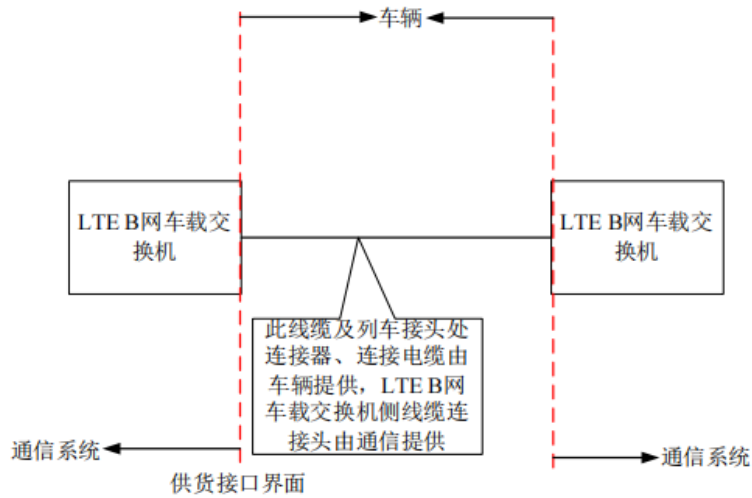 车辆
LTE B网车载交
换机
LTE B网车载交
换机
此线缆及列车接头处
连接器、连接电缆由
车辆提供，LTE B网
车载交换机侧线缆连
接头由通信提供
通信系统
通信系统
供货接口界面